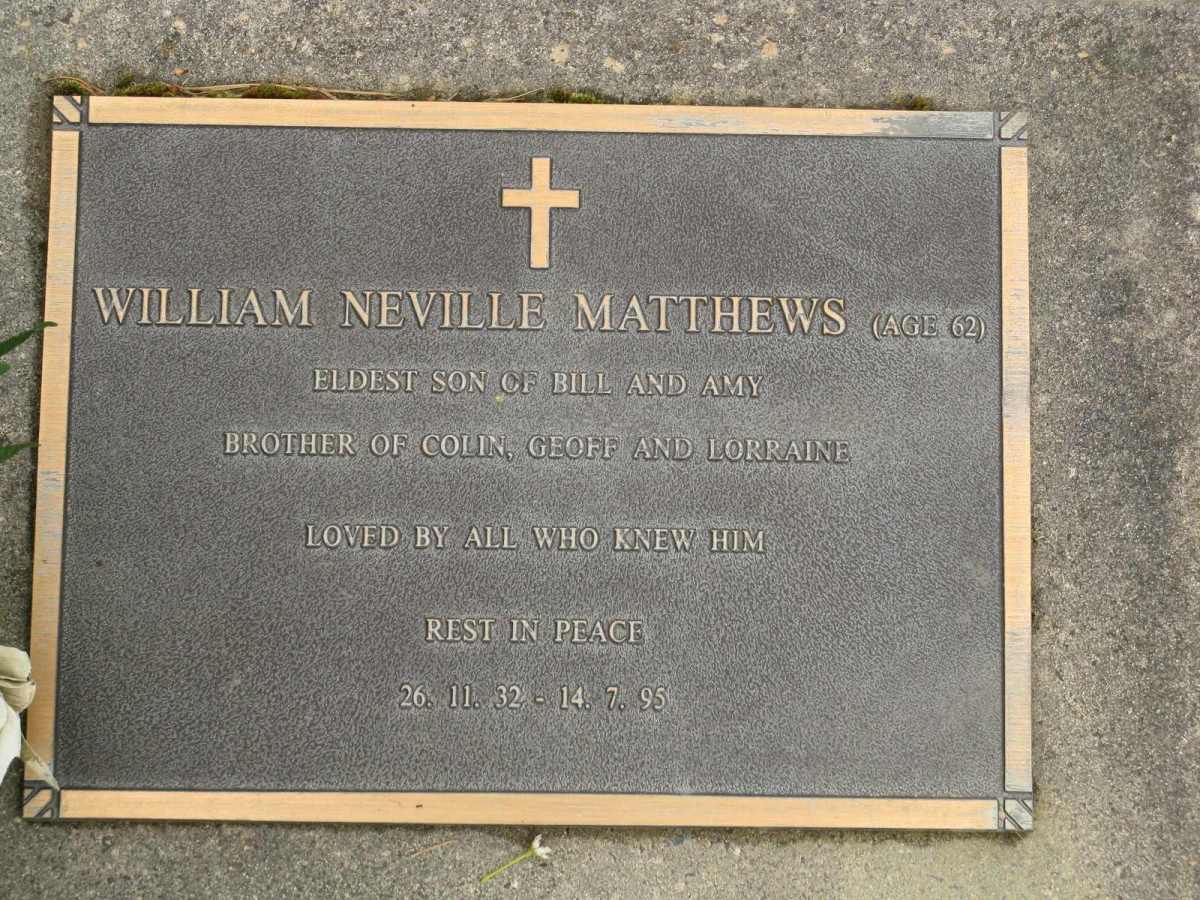 WILLIAM NEVILLE MATTHEWS (AGE 62)
ELDEST SON OF BILL AND AMY
BROTHER OF COLIN, GEOFF AND LORRAINE
LOVED BY ALL WHO KNEW HIM
REST IN PEACE
26. 11. 32 - 14. 7. 95